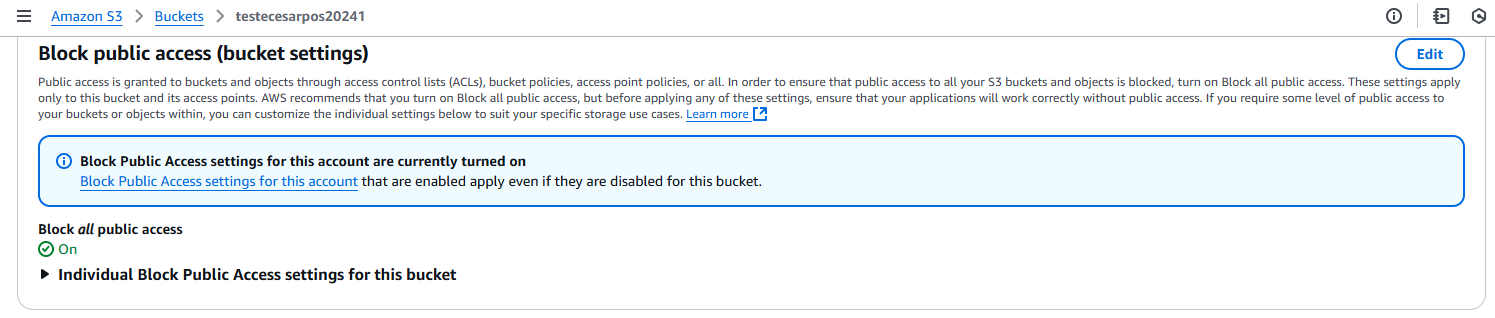 Amazon S3 > Buckets > testecesarpos20241
Block public access (bucket settings)
Edit
Public access is granted to buckets and objects through access control lists (ACLs), bucket policies, access point policies, or all. In order to ensure that public access to all your S3 buckets and objects is blocked, turn on Block all public access. These settings apply
only to this bucket and its access points. AWS recommends that you turn on Block all public access, but before applying any of these settings, ensure that your applications will work correctly without public access. If you require some level of public access to
your buckets or objects within, you can customize the individual settings below to suit your specific storage use cases. Learn more
Block Public Access settings for this account are currently turned on
Block Public Access settings for this account that are enabled apply even if they are disabled for this bucket.
Block all public access
On
Individual Block Public Access settings for this bucket